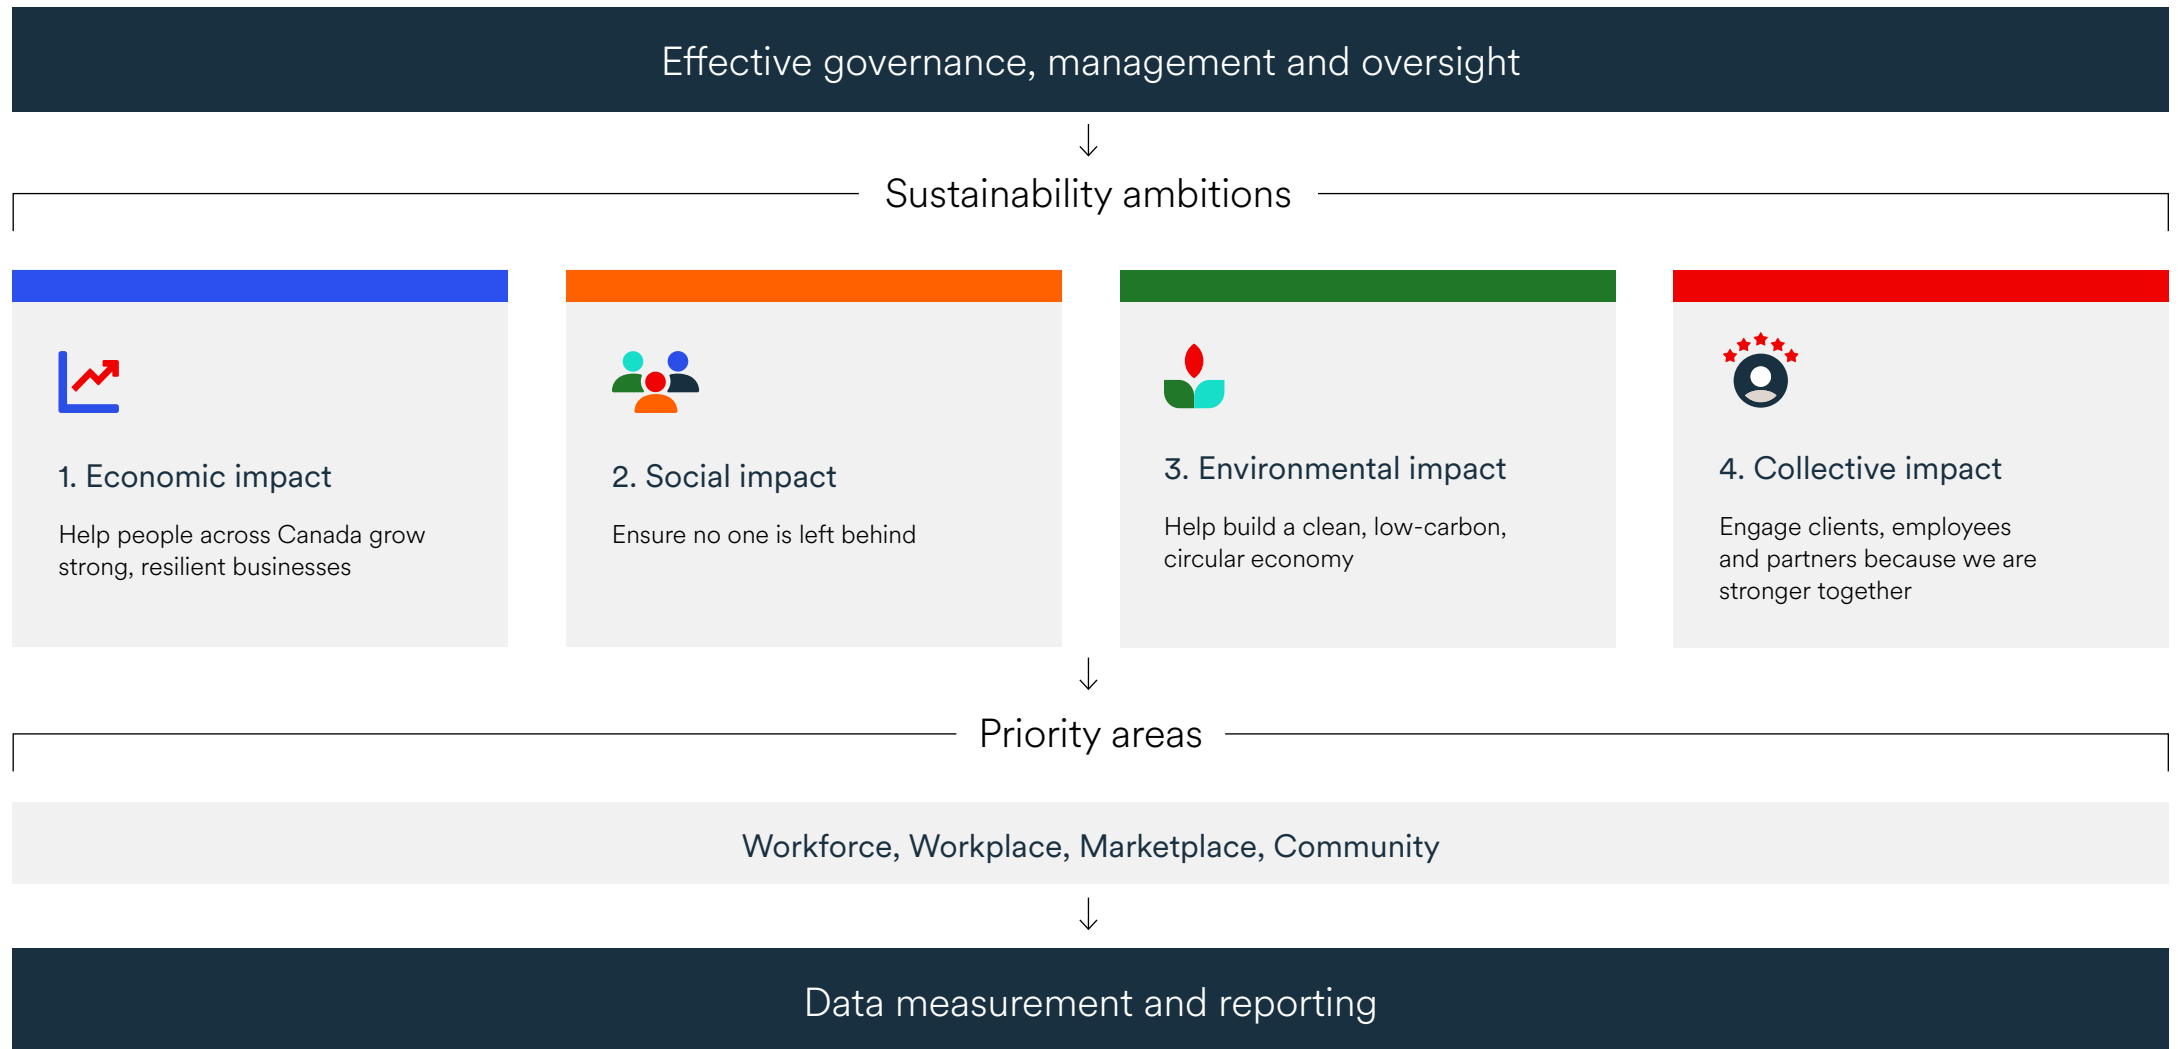 Effective governance, management and oversight
Sustainability ambitions
1. Economic impact
Help people across Canada grow
strong, resilient businesses
2. Social impact
Ensure no one is left behind
3. Environmental impact
Help build a clean, low-carbon,
circular economy
4. Collective impact
Engage clients, employees
and partners because we are
stronger together
Priority areas
Workforce, Workplace, Marketplace, Community
Data measurement and reporting